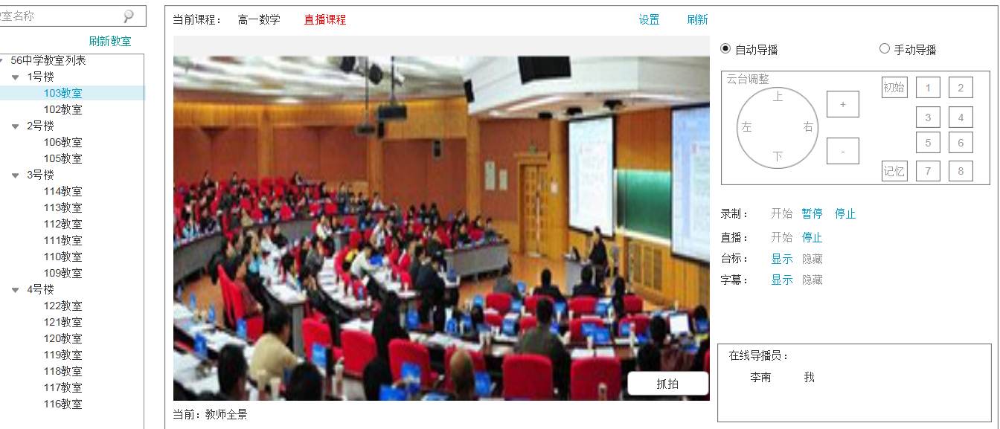 室名称
刷新教室
56中学教室列表
1号楼
103教室
102教室
2号楼
106教室
105教室
3号楼
114教室
113教室
112教室
111教室
110教室
109教室
4号楼
122教室
121教室
120教室
119教室
118教室
117教室
116教室
当前课程： 高一数学 直播课程 设置 刷新
抓拍
当前：教师全景
自动导播 手动导播
云台调整
上
左 右
下
+
-
初始 1 2
3 4
5 6
记忆 7 8
录制： 开始 暂停 停止
直播： 开始 停止
台标： 显示 隐藏
字幕： 显示 隐藏
在线导播员：
李南 我